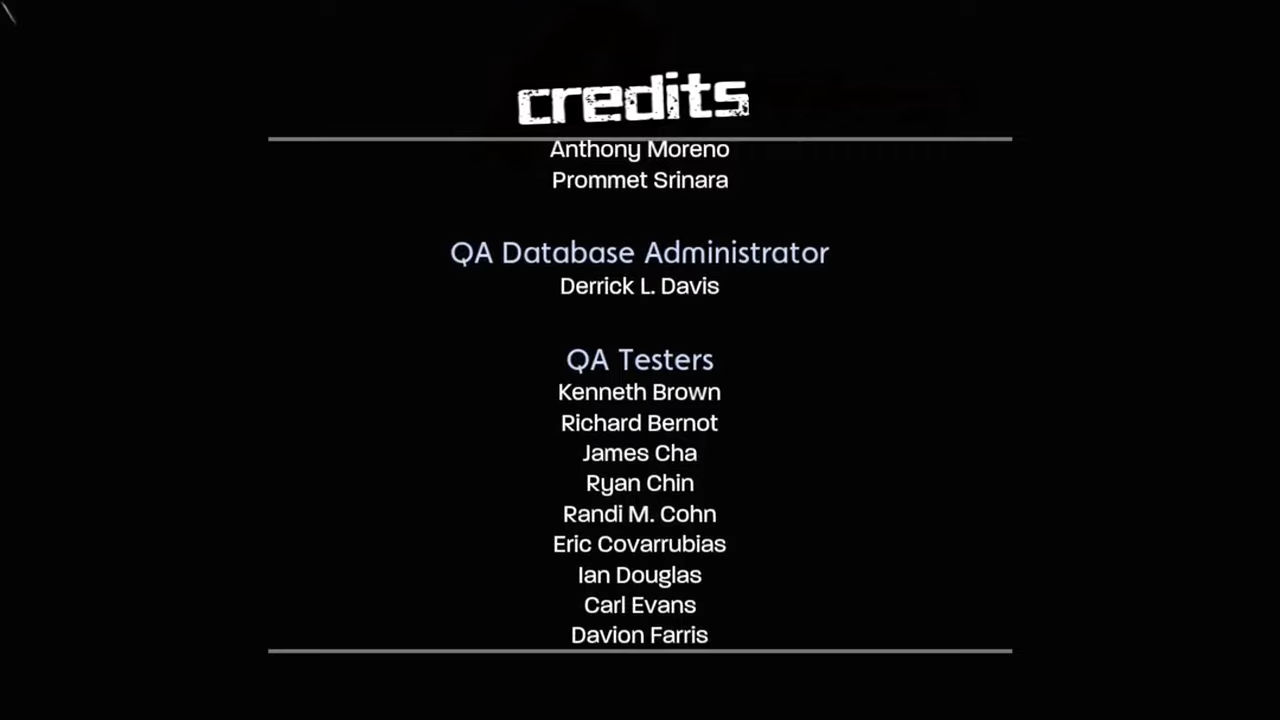 credits
Anthony Moreno
Prommet Srinara
QA Database Administrator
Derrick L. Davis
QA Testers
Kenneth Brown
Richard Bernot
James Cha
Ryan Chin
Randi M. Cohn
Eric Covarrubias
Ian Douglas
Carl Evans
Davion Farris